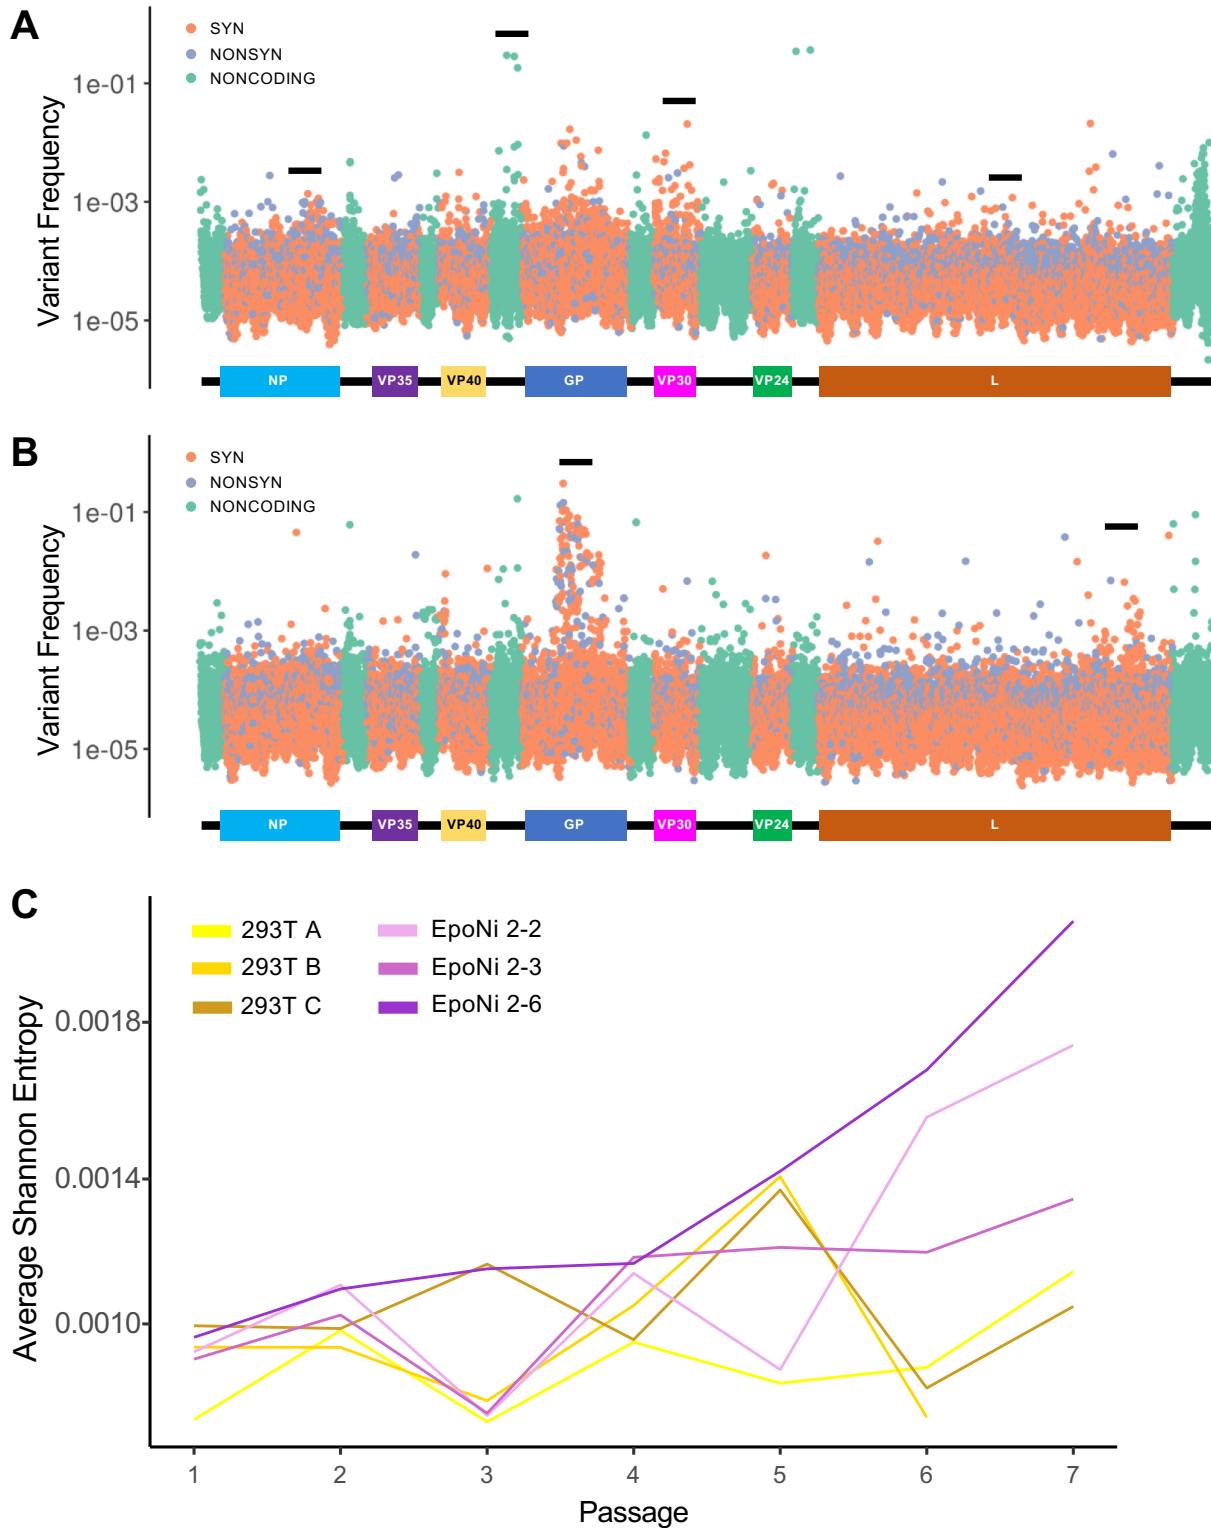 A
SYN
NONSYN
NONCODING
Variant Frequency
1e-01
1e-03
1e-05
NP VP35 VP40 GP VP30 VP24 L
B
SYN
NONSYN
NONCODING
Variant Frequency
1e-01
1e-03
1e-05
NP VP35 VP40 GP VP30 VP24 L
C
293T A EpoNi 2-2
293T B EpoNi 2-3
293T C EpoNi 2-6
Average Shannon Entropy
0.0018
0.0014
0.0010
1 2 3 4 5 6 7
Passage